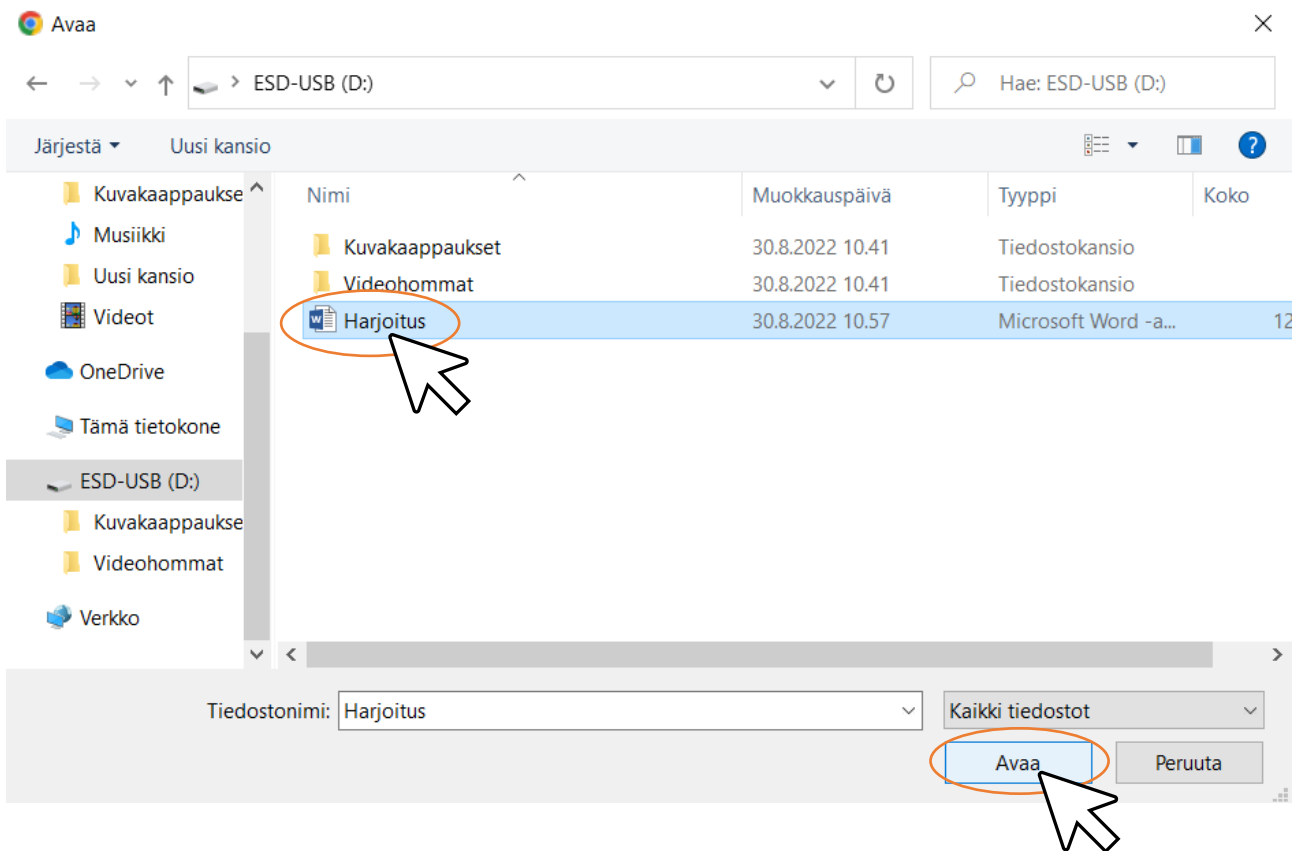 Avaa
ESD-USB (D:)
Hae: ESD-USB (D:)
Järjestä
Uusi kansio
?
Kuvakaappaukse
Musiikki
Uusi kansio
Videot
OneDrive
Tämä tietokone
ESD-USB (D:)
Kuvakaappaukse
Videohommat
Verkko
Nimi Muokkauspäivä Tyyppi Koko
Kuvakaappaukset 30.8.2022 10.41 Tiedostokansio
Videohommat 30.8.2022 10.41 Tiedostokansio
W Harjoitus 30.8.2022 10.57 Microsoft Word -a... 12
Tiedostonimi: Harjoitus Kaikki tiedostot
Avaa Peruuta